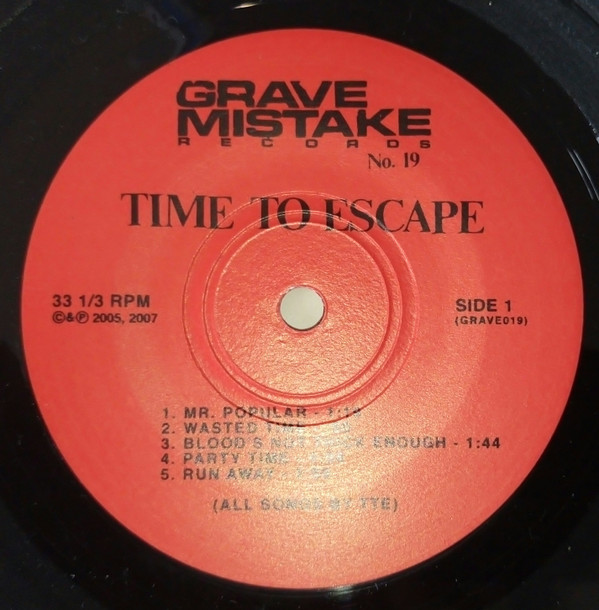 GRAVE
MISTAKE
RECORDS
No. 19
TIME TO ESCAPE
33 1/3 RPM
©&℗ 2005, 2007
SIDE 1
(GRAVE019)
1. MR. POPULAR -
2. WASTED TIME
3. BLOOD'S NOT THICK ENOUGH - 1:44
4. PARTY TIME
5. RUN AWAY -
(ALL SONGS BY TTE)